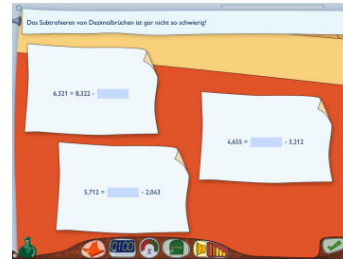 Das Subtrahieren von Dezimalbrüchen ist gar nicht so schwierig!
6,321 = 8,322 -
4,655 = - 3,212
5,712 = - 2,043